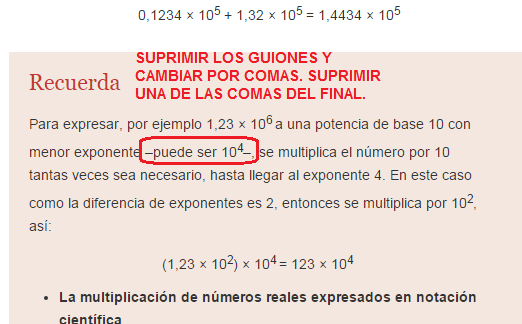 0,1234 × 10⁵ + 1,32 × 10⁵ = 1,4434 × 10⁵
SUPRIMIR LOS GUIONES Y
CAMBIAR POR COMAS. SUPRIMIR
UNA DE LAS COMAS DEL FINAL.
Recuerda
Para expresar, por ejemplo 1,23 × 10⁶ a una potencia de base 10 con
menor exponente –puede ser 10⁴–, se multiplica el número por 10
tantas veces sea necesario, hasta llegar al exponente 4. En este caso
como la diferencia de exponentes es 2, entonces se multiplica por 10²,
así:
(1,23 × 10²) × 10⁴ = 123 × 10⁴
• La multiplicación de números reales expresados en notación
científica